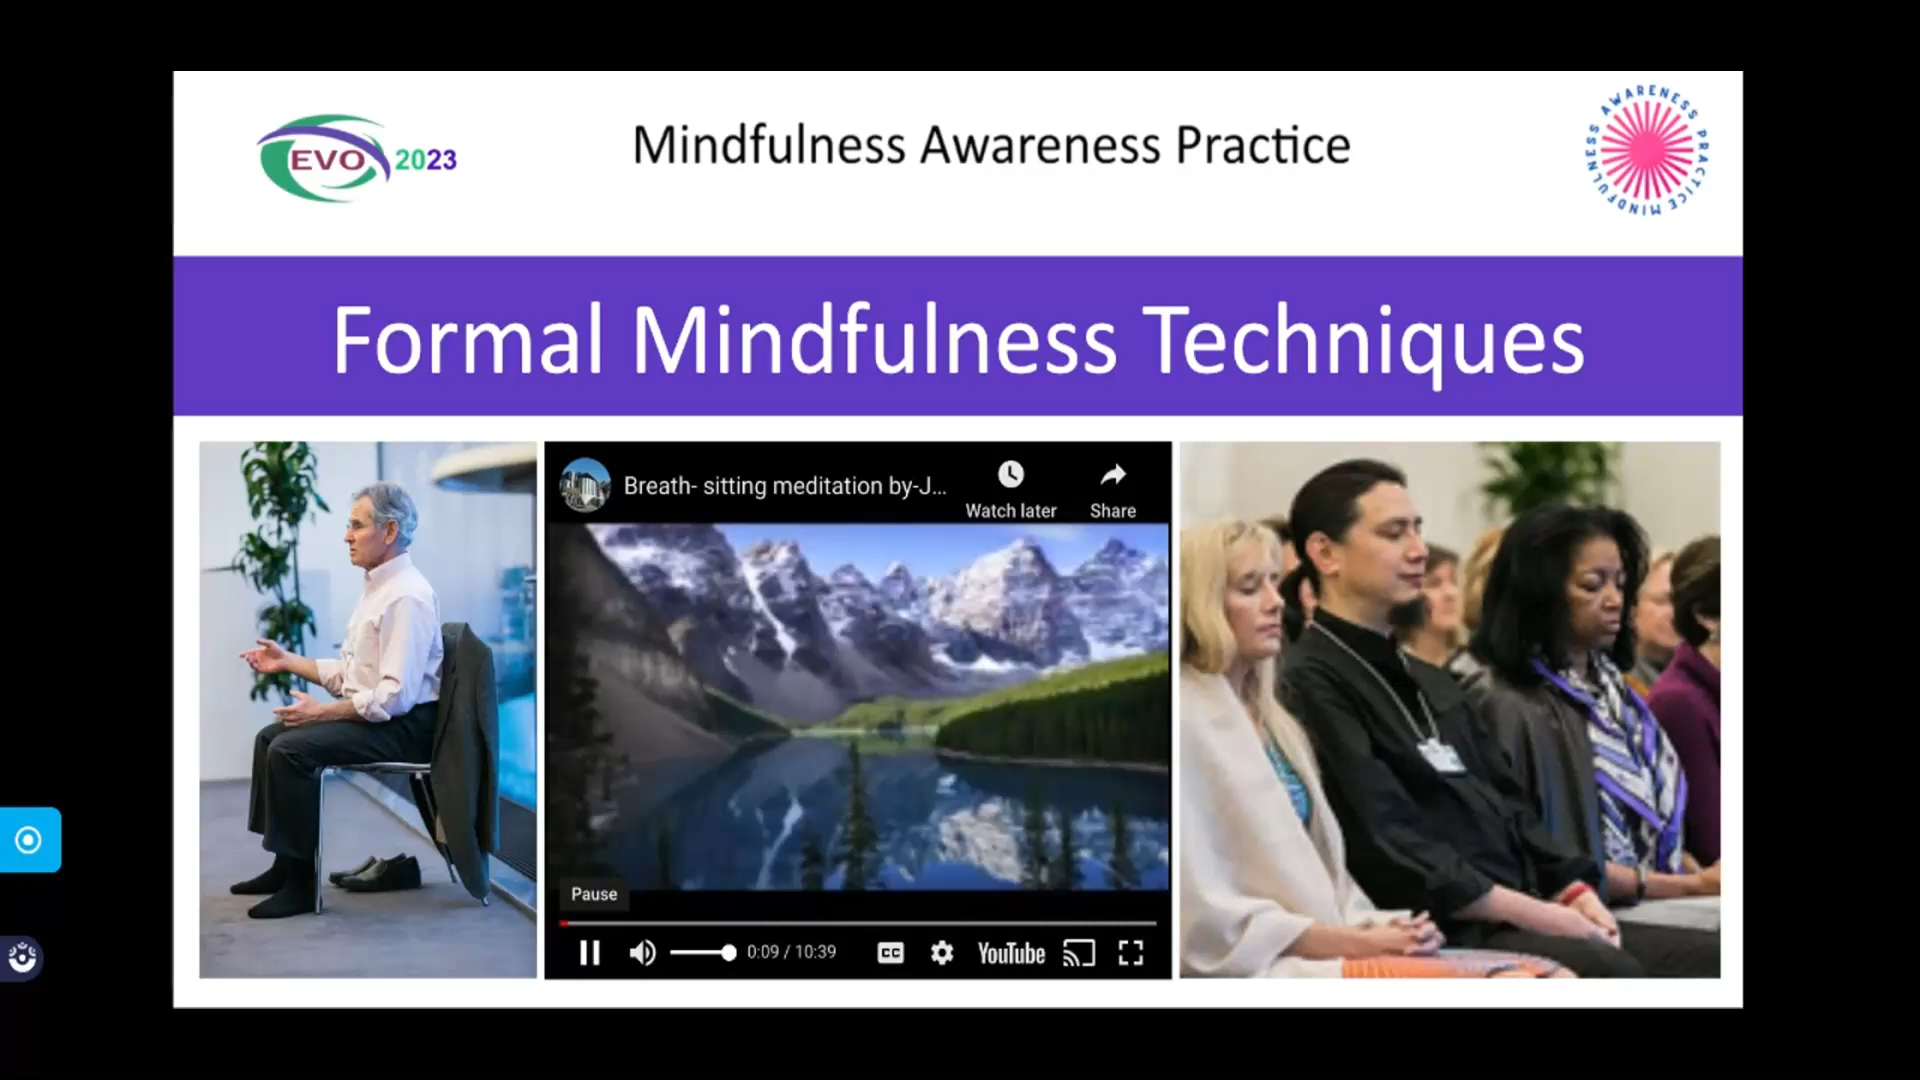 EVO 2023
Mindfulness Awareness Practice
MINDFULNESS AWARENESS PRACTICE
Formal Mindfulness Techniques
Breath- sitting meditation by-J...
Watch later
Share
Pause
0:09 / 10:39
CC
YouTube